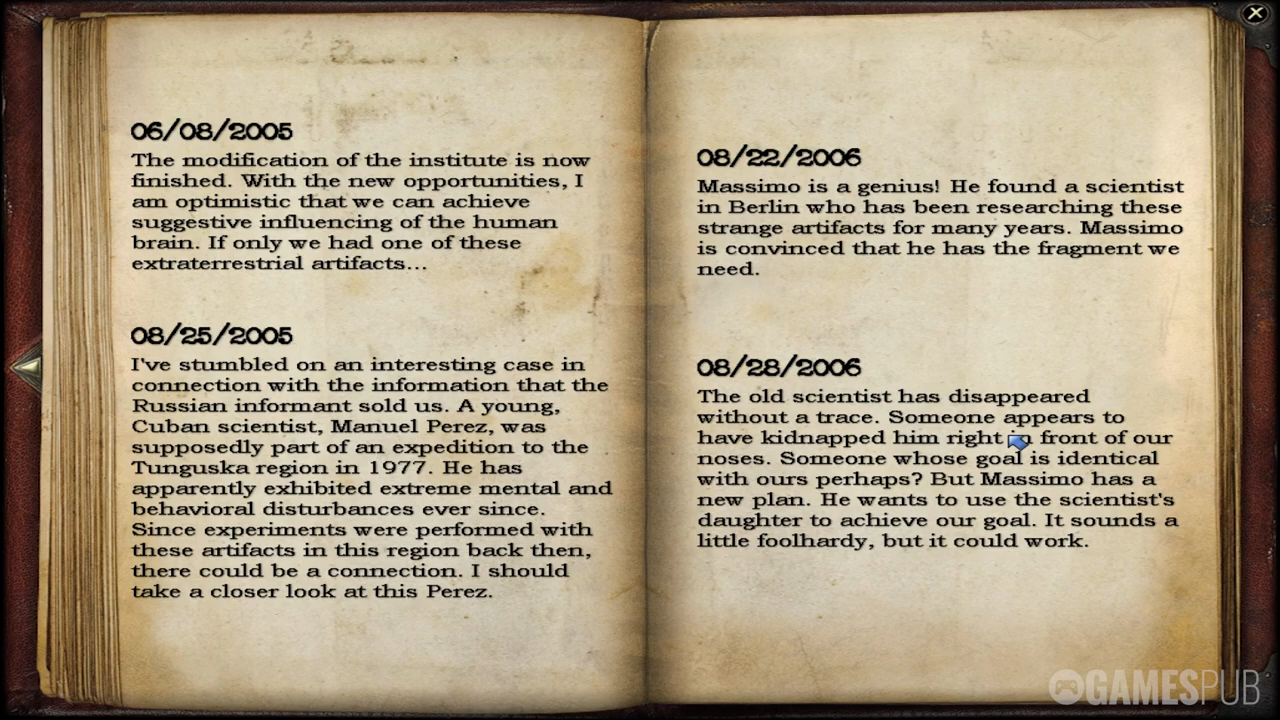 06/08/2005
The modification of the institute is now
finished. With the new opportunities, I
am optimistic that we can achieve
suggestive influencing of the human
brain. If only we had one of these
extraterrestrial artifacts...
08/25/2005
I've stumbled on an interesting case in
connection with the information that the
Russian informant sold us. A young,
Cuban scientist, Manuel Perez, was
supposedly part of an expedition to the
Tunguska region in 1977. He has
apparently exhibited extreme mental and
behavioral disturbances ever since.
Since experiments were performed with
these artifacts in this region back then,
there could be a connection. I should
take a closer look at this Perez.
08/22/2006
Massimo is a genius! He found a scientist
in Berlin who has been researching these
strange artifacts for many years. Massimo
is convinced that he has the fragment we
need.
08/28/2006
The old scientist has disappeared
without a trace. Someone appears to
have kidnapped him right in front of our
noses. Someone whose goal is identical
with ours perhaps? But Massimo has a
new plan. He wants to use the scientist's
daughter to achieve our goal. It sounds a
little foolhardy, but it could work.
GAMESPUB